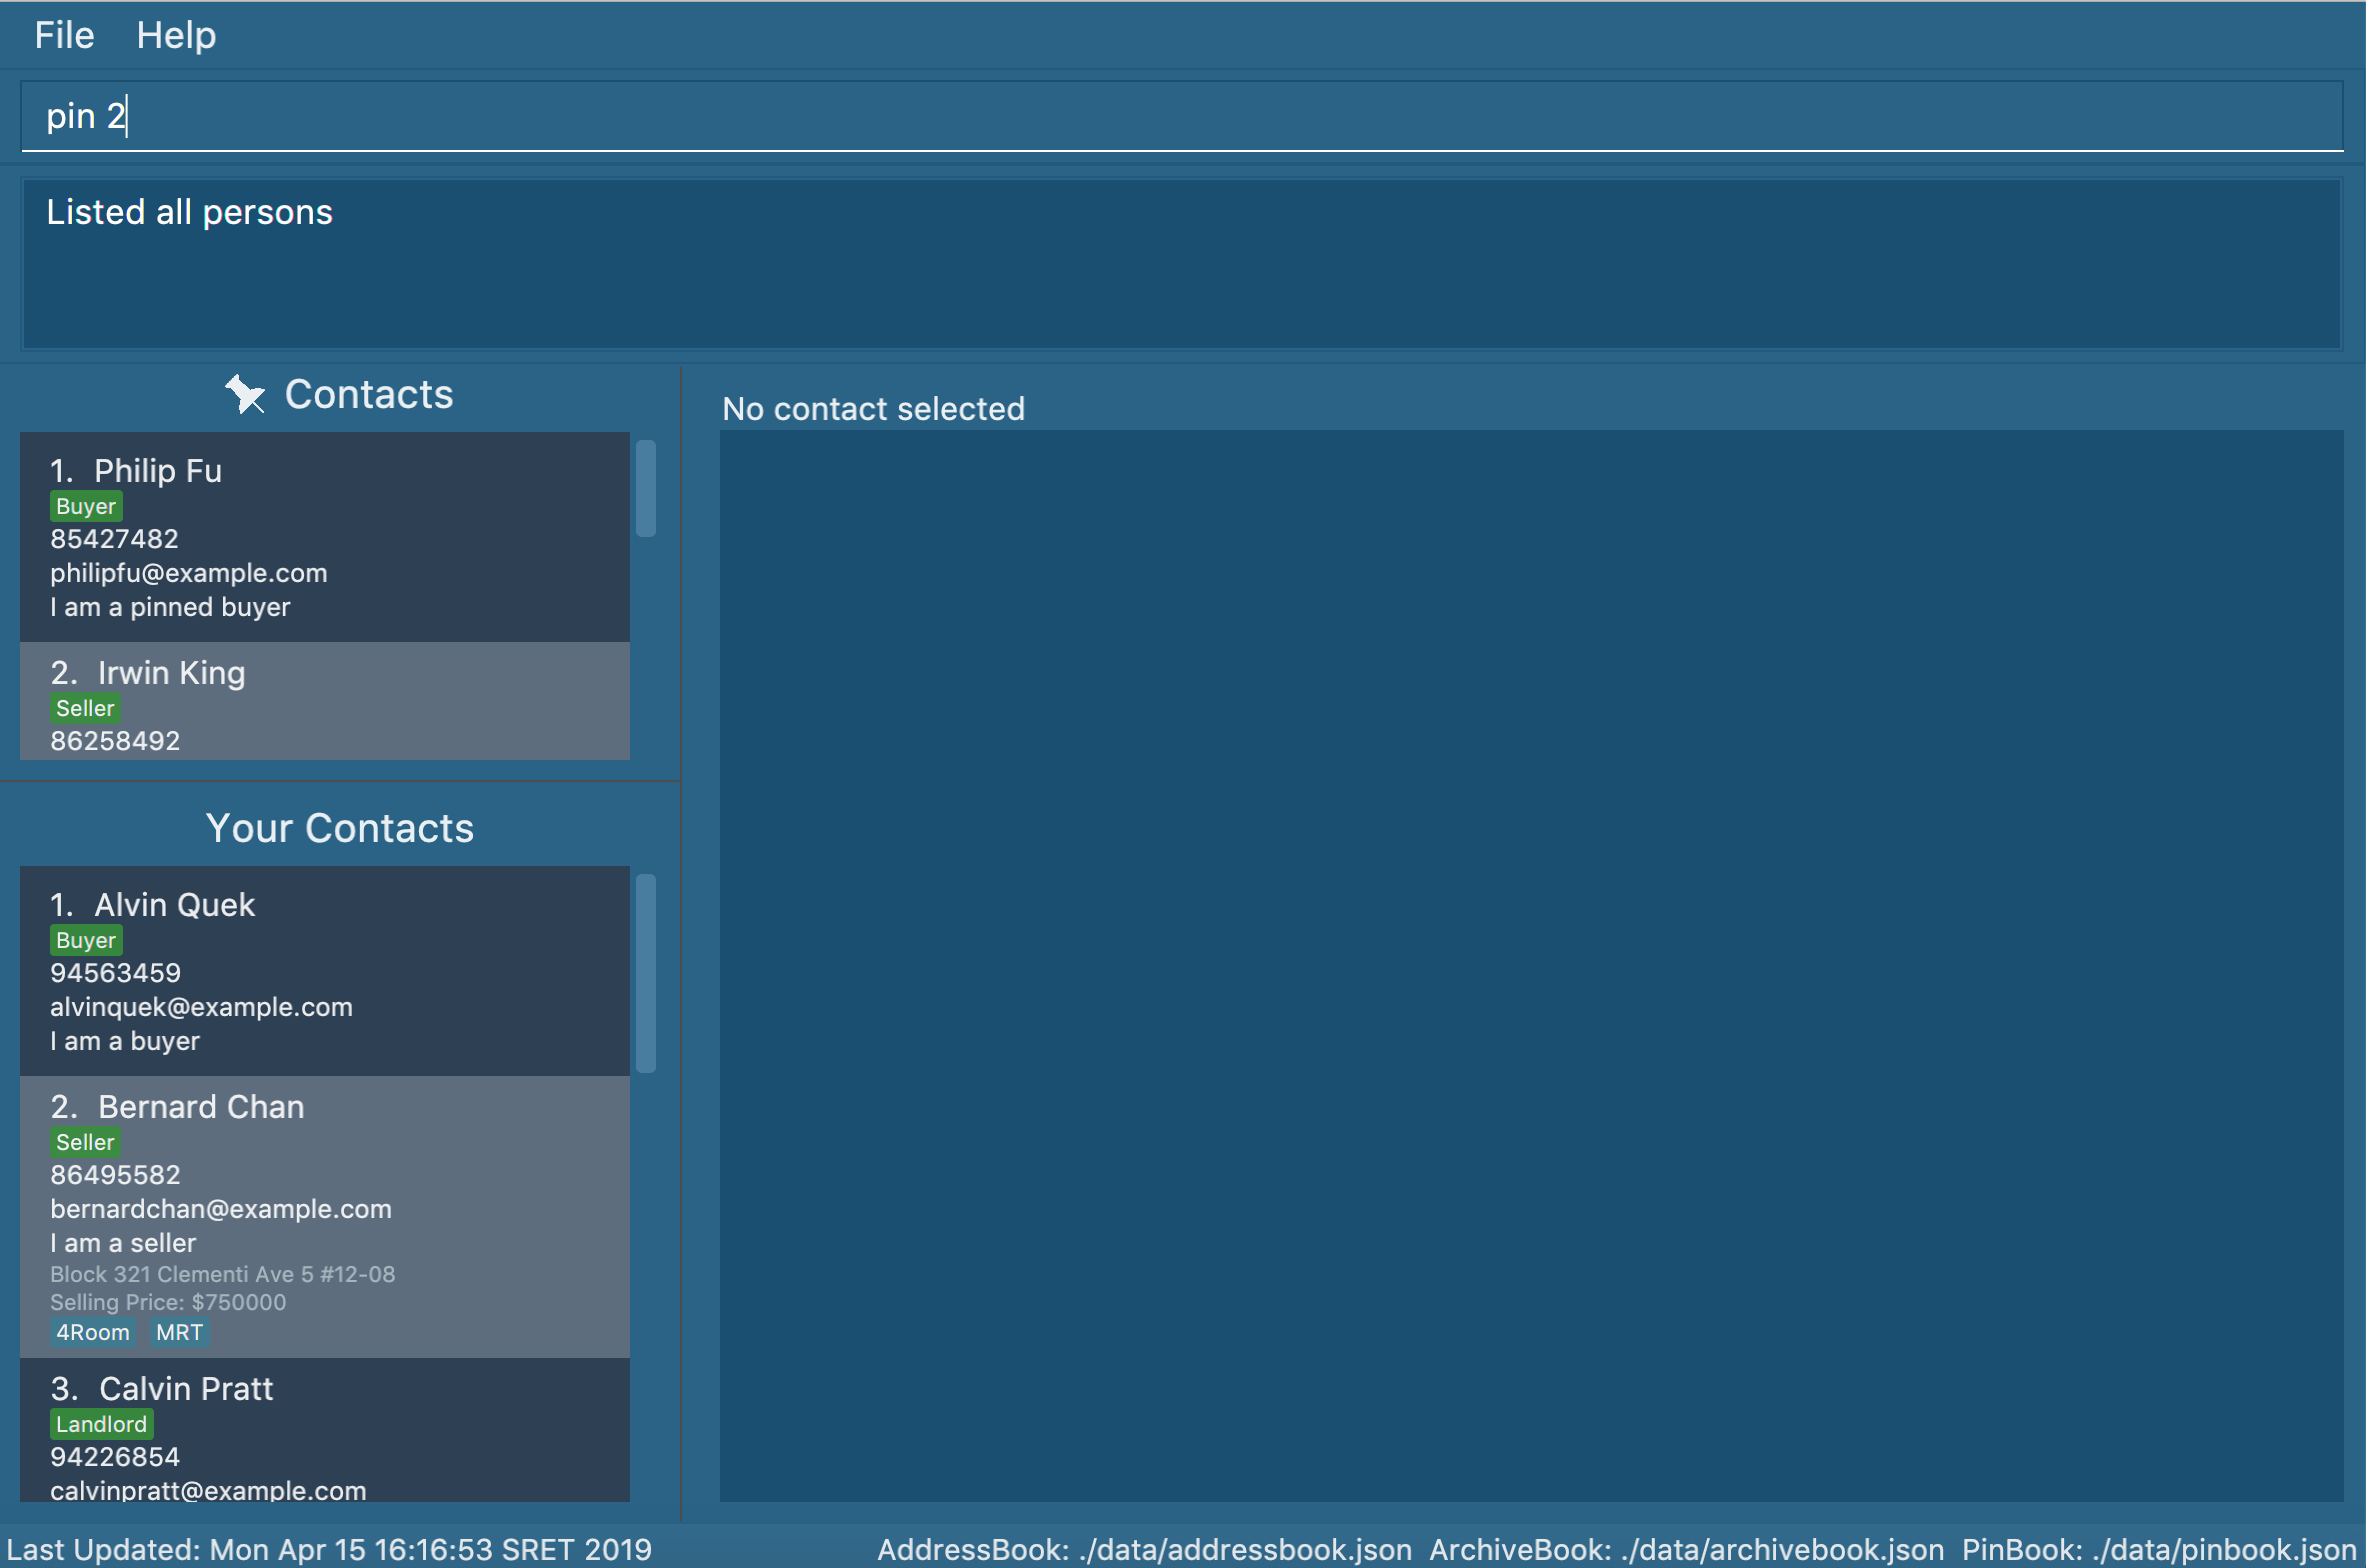 File Help
pin 2
Listed all persons
Contacts
1. Philip Fu
Buyer
85427482
philipfu@example.com
I am a pinned buyer
2. Irwin King
Seller
86258492
Your Contacts
1. Alvin Quek
Buyer
94563459
alvinquek@example.com
I am a buyer
2. Bernard Chan
Seller
86495582
bernardchan@example.com
I am a seller
Block 321 Clementi Ave 5 #12-08
Selling Price: $750000
4Room MRT
3. Calvin Pratt
Landlord
94226854
calvinpratt@example.com
No contact selected
Last Updated: Mon Apr 15 16:16:53 SRET 2019 AddressBook: ./data/addressbook.json ArchiveBook: ./data/archivebook.json PinBook: ./data/pinbook.json